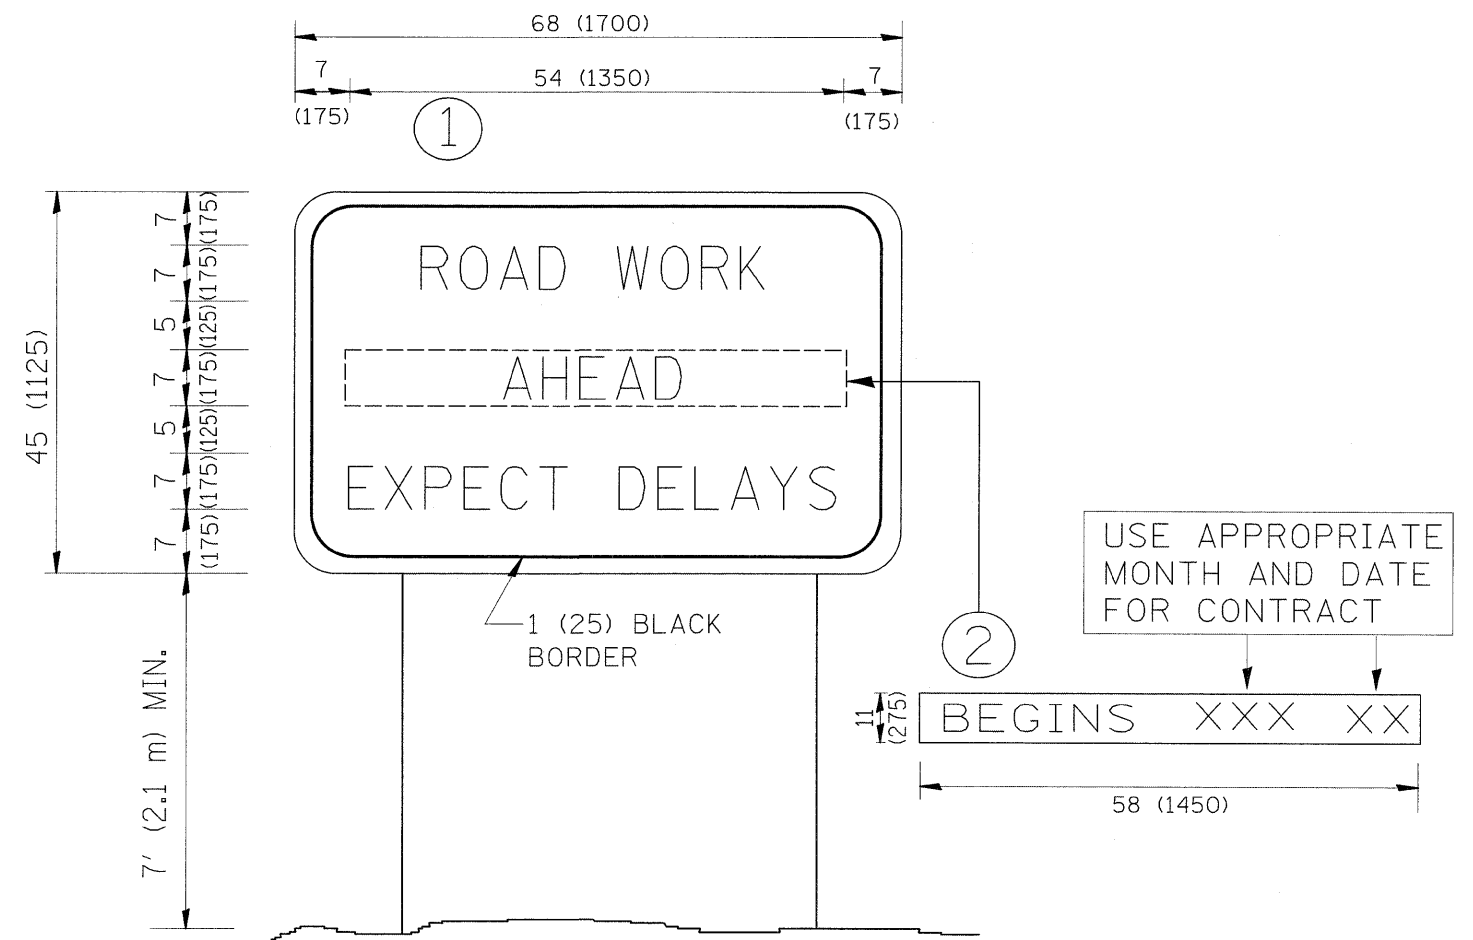 68 (1700)
7
54 (1350)
7
(175)
(175)
1
45 (1125)
7
(175)
7
(175)
5
(125)
7
(175)
5
(125)
7
(175)
7
(175)
ROAD WORK
AHEAD
EXPECT DELAYS
1 (25) BLACK
BORDER
7' (2.1 m) MIN.
2
USE APPROPRIATE
MONTH AND DATE
FOR CONTRACT
11
(275)
BEGINS XXX XX
58 (1450)